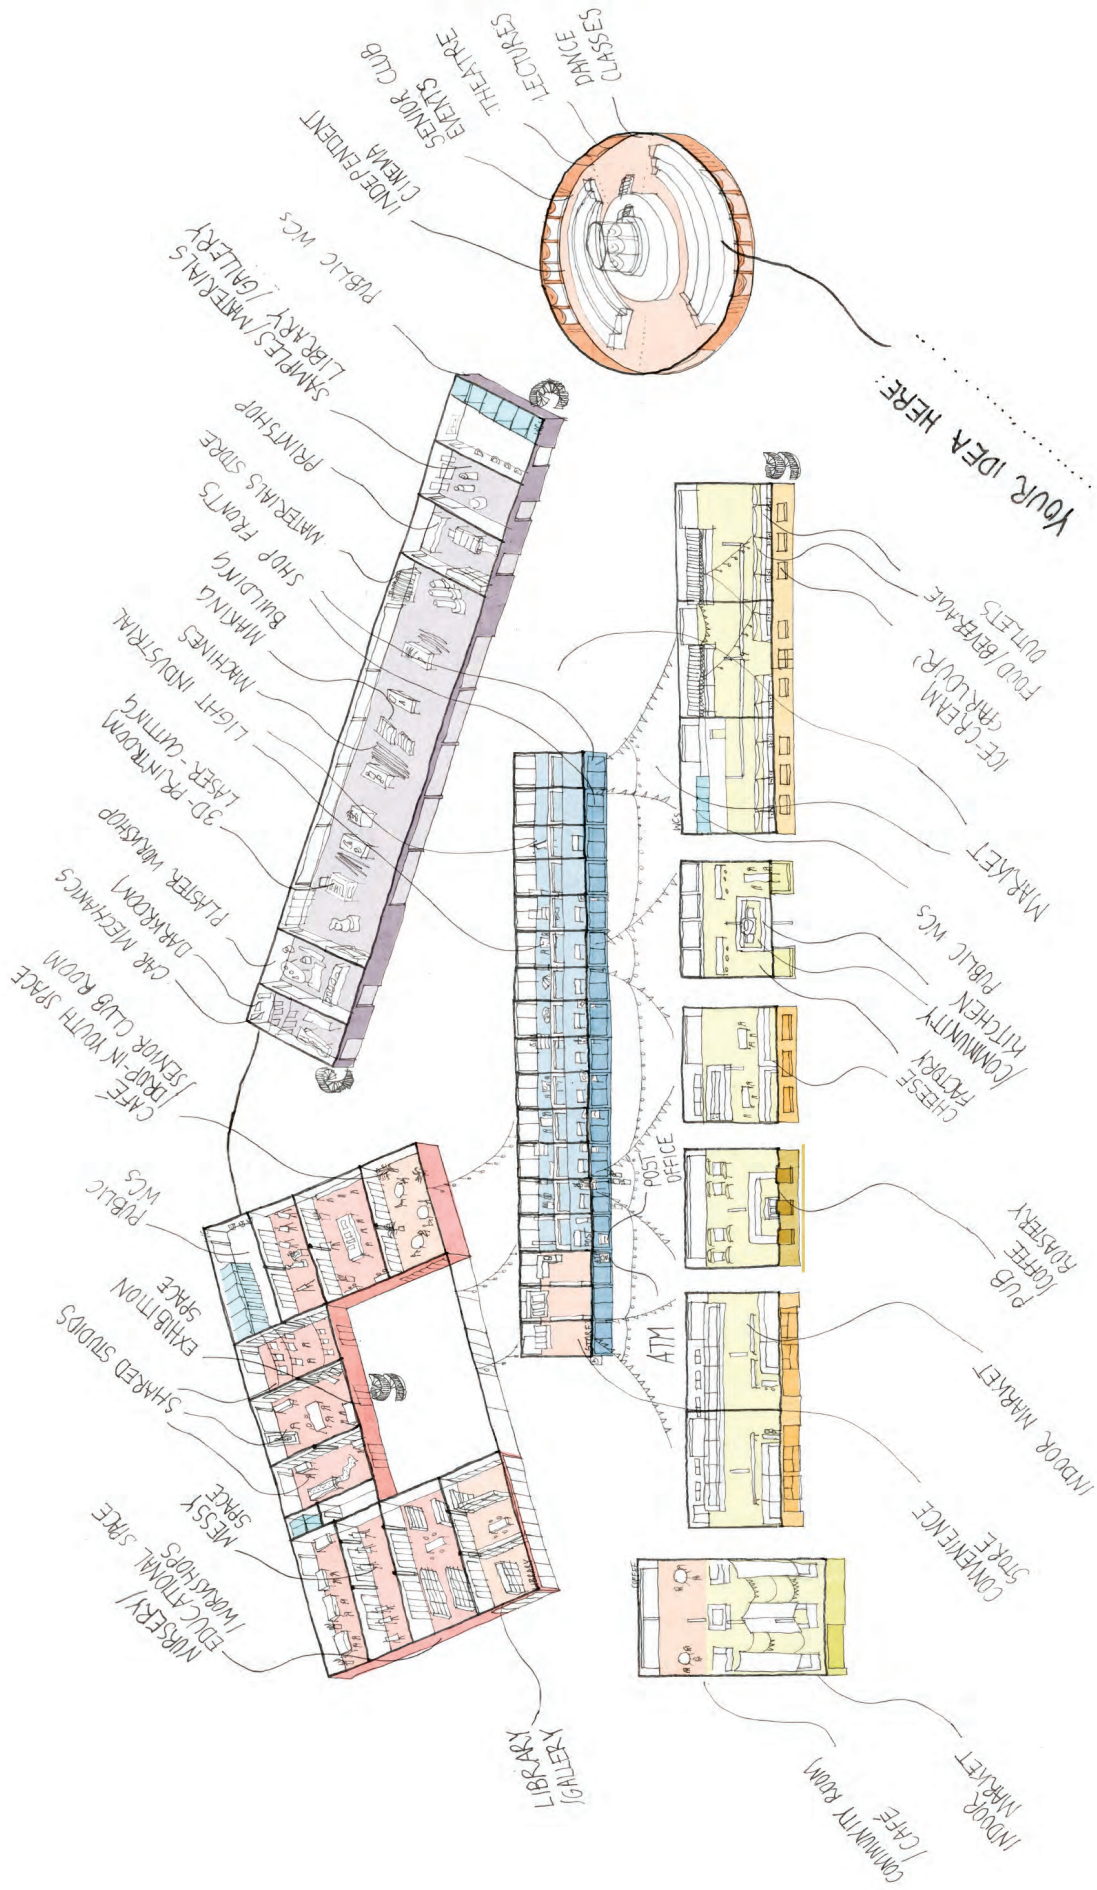 DANCE
CLASSES
LECTURES
THEATRE
SENIOR CLUB
EVENTS
INDEPENDENT
CINEMA
PUBLIC WCs
SAMPLES/MATERIALS
LIBRARY/GALLERY
PRINTSHOP
MATERIALS STORE
SHOP FRONTS
MAKING
BUILDING
MACHINES
LIGHT INDUSTRIAL
LASER-CUTTING
3D-PRINTROOM
PLASTER WORKSHOP
DARKROOM
CAR MECHANICS
CAFÉ
/DROP-IN YOUTH SPACE
/SENIOR CLUB ROOM
PUBLIC
WCS
EXHIBITION
SPACE
SHARED STUDIOS
MESSY
SPACE
NURSERY/
EDUCATIONAL SPACE
/WORKSHOPS
LIBRARY
/GALLERY
YOUR IDEA HERE:
FOOD/BEVERAGE
OUTLETS
ICE-CREAM
PARLOUR
MARKET
PUBLIC WCS
/COMMUNITY
KITCHEN
CHEESE
FACTORY
PUB
/COFFEE
ROASTERY
INDOOR MARKET
CONVENIENCE
STORE
INDOOR
MARKET
COMMUNITY ROOM
/CAFÉ
POST
OFFICE
ATM
WCS